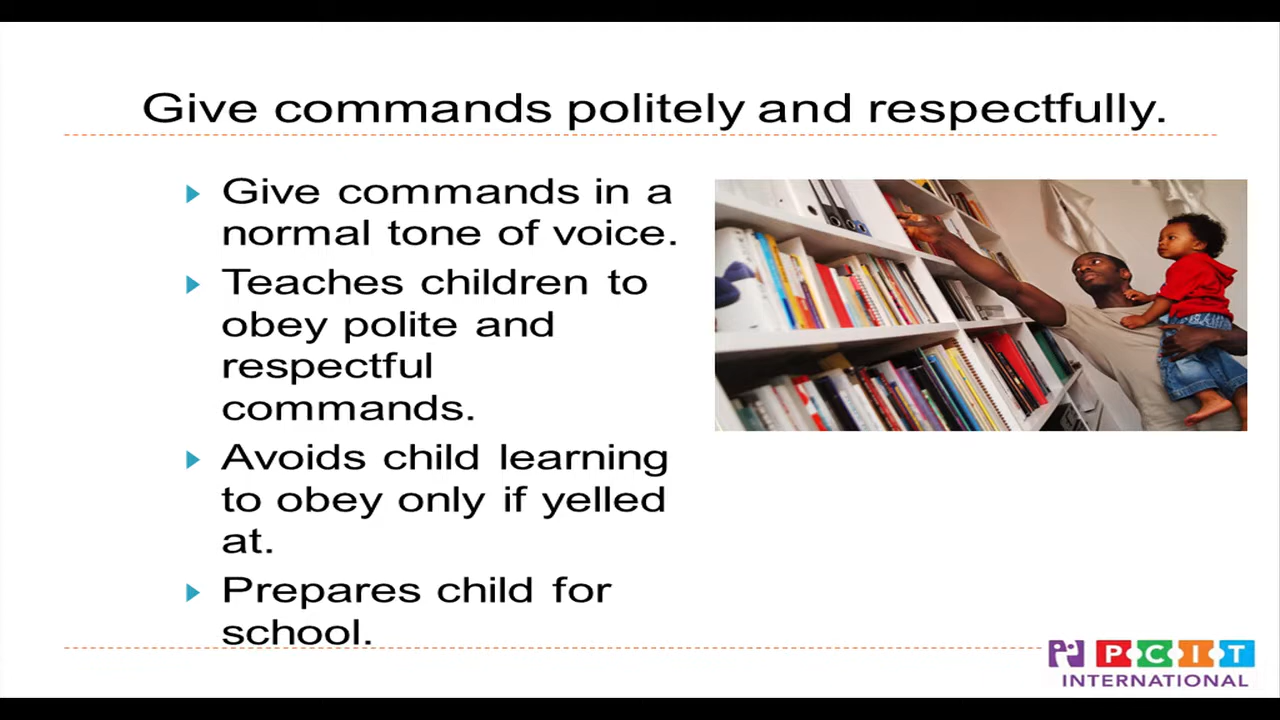 Give commands politely and respectfully.
Give commands in a
normal tone of voice.
Teaches children to
obey polite and
respectful
commands.
Avoids child learning
to obey only if yelled
at.
Prepares child for
school.
PCIT
INTERNATIONAL